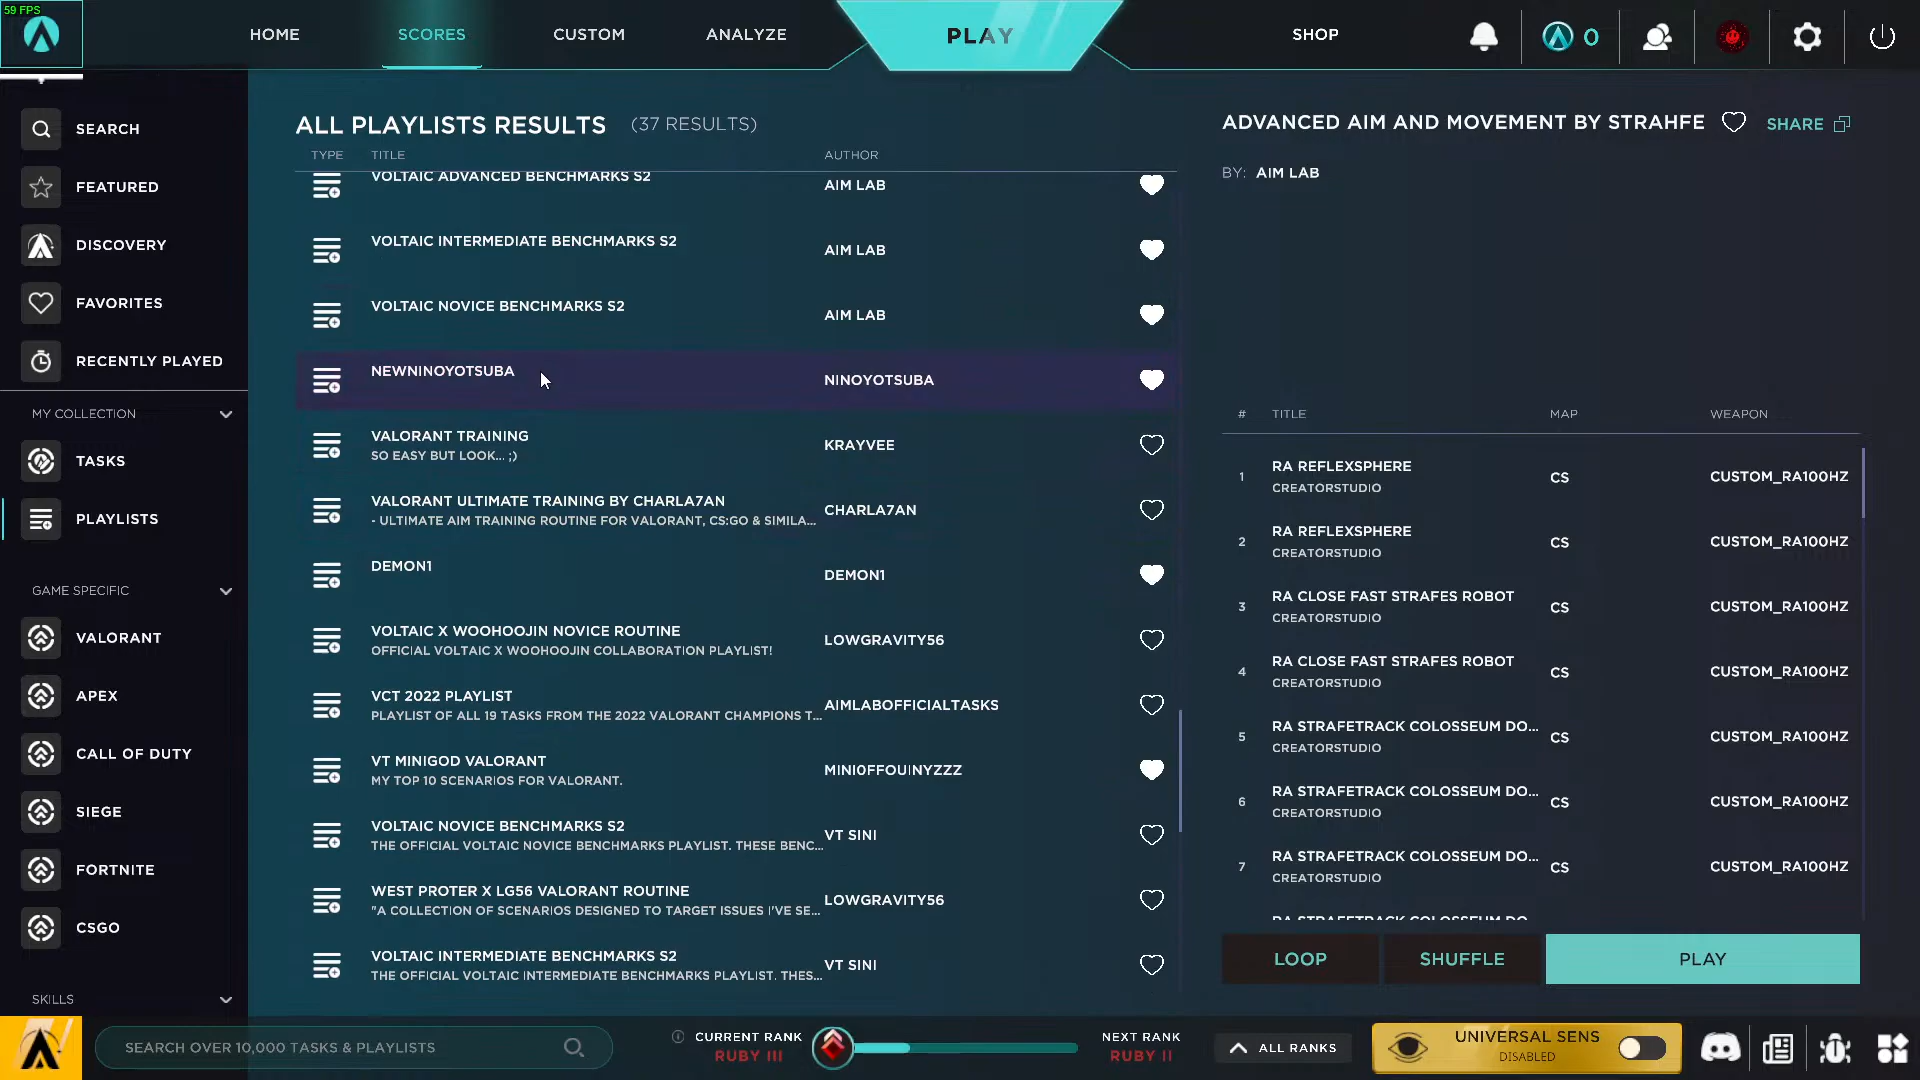 59 FPS
HOME
SCORES
CUSTOM
ANALYZE
PLAY
SHOP
0
SEARCH
FEATURED
DISCOVERY
FAVORITES
RECENTLY PLAYED
MY COLLECTION
TASKS
PLAYLISTS
GAME SPECIFIC
VALORANT
APEX
CALL OF DUTY
SIEGE
FORTNITE
CSGO
SKILLS
ALL PLAYLISTS RESULTS (37 RESULTS)
TYPE TITLE AUTHOR
VOLTAIC ADVANCED BENCHMARKS S2
AIM LAB
VOLTAIC INTERMEDIATE BENCHMARKS S2
AIM LAB
VOLTAIC NOVICE BENCHMARKS S2
AIM LAB
NEWNINOYOTSUBA
NINOYOTSUBA
VALORANT TRAINING
SO EASY BUT LOOK... ;)
KRAYVEE
VALORANT ULTIMATE TRAINING BY CHARLA7AN
- ULTIMATE AIM TRAINING ROUTINE FOR VALORANT, CS:GO & SIMILA...
CHARLA7AN
DEMON1
DEMON1
VOLTAIC X WOOHOOJIN NOVICE ROUTINE
OFFICIAL VOLTAIC X WOOHOOJIN COLLABORATION PLAYLIST!
LOWGRAVITY56
VCT 2022 PLAYLIST
PLAYLIST OF ALL 19 TASKS FROM THE 2022 VALORANT CHAMPIONS T...
AIMLABOFFICIALTASKS
VT MINIGOD VALORANT
MY TOP 10 SCENARIOS FOR VALORANT.
MINI0FFOUINYZZZ
VOLTAIC NOVICE BENCHMARKS S2
THE OFFICIAL VOLTAIC NOVICE BENCHMARKS PLAYLIST. THESE BENC...
VT SINI
WEST PROTER X LG56 VALORANT ROUTINE
"A COLLECTION OF SCENARIOS DESIGNED TO TARGET ISSUES I'VE SE...
LOWGRAVITY56
VOLTAIC INTERMEDIATE BENCHMARKS S2
THE OFFICIAL VOLTAIC INTERMEDIATE BENCHMARKS PLAYLIST. THES...
VT SINI
ADVANCED AIM AND MOVEMENT BY STRAHFE
SHARE
BY: AIM LAB
# TITLE MAP WEAPON
1 RA REFLEXSPHERE CS CUSTOM_RA100HZ
CREATORSTUDIO
2 RA REFLEXSPHERE CS CUSTOM_RA100HZ
CREATORSTUDIO
3 RA CLOSE FAST STRAFES ROBOT CS CUSTOM_RA100HZ
CREATORSTUDIO
4 RA CLOSE FAST STRAFES ROBOT CS CUSTOM_RA100HZ
CREATORSTUDIO
5 RA STRAFETRACK COLOSSEUM DO... CS CUSTOM_RA100HZ
CREATORSTUDIO
6 RA STRAFETRACK COLOSSEUM DO... CS CUSTOM_RA100HZ
CREATORSTUDIO
7 RA STRAFETRACK COLOSSEUM DO... CS CUSTOM_RA100HZ
CREATORSTUDIO
RA STRAFETRACK COLOSSEUM DO...
LOOP
SHUFFLE
PLAY
SEARCH OVER 10,000 TASKS & PLAYLISTS
CURRENT RANK
RUBY III
NEXT RANK
RUBY II
ALL RANKS
UNIVERSAL SENS
DISABLED